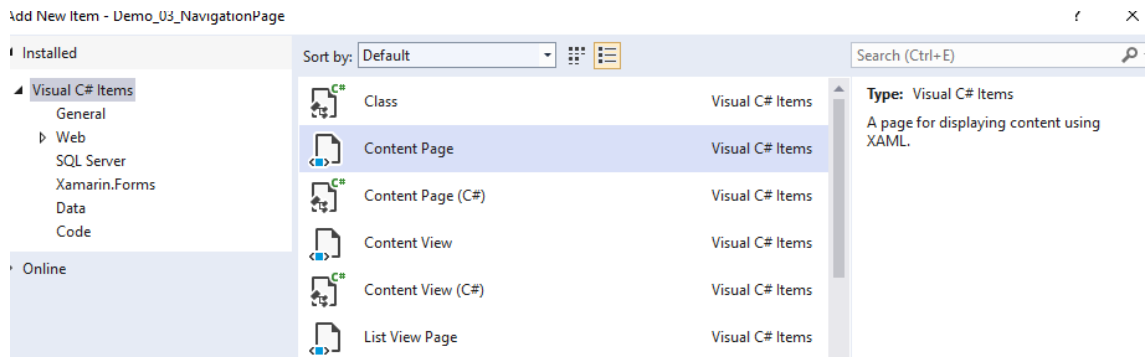 Add New Item - Demo_03_NavigationPage
Installed
Sort by: Default
Search (Ctrl+E)
Visual C# Items
General
Web
SQL Server
Xamarin.Forms
Data
Code
Online
C# Class Visual C# Items
Content Page Visual C# Items
C# Content Page (C#) Visual C# Items
Content View Visual C# Items
C# Content View (C#) Visual C# Items
List View Page Visual C# Items
Type: Visual C# Items
A page for displaying content using
XAML.